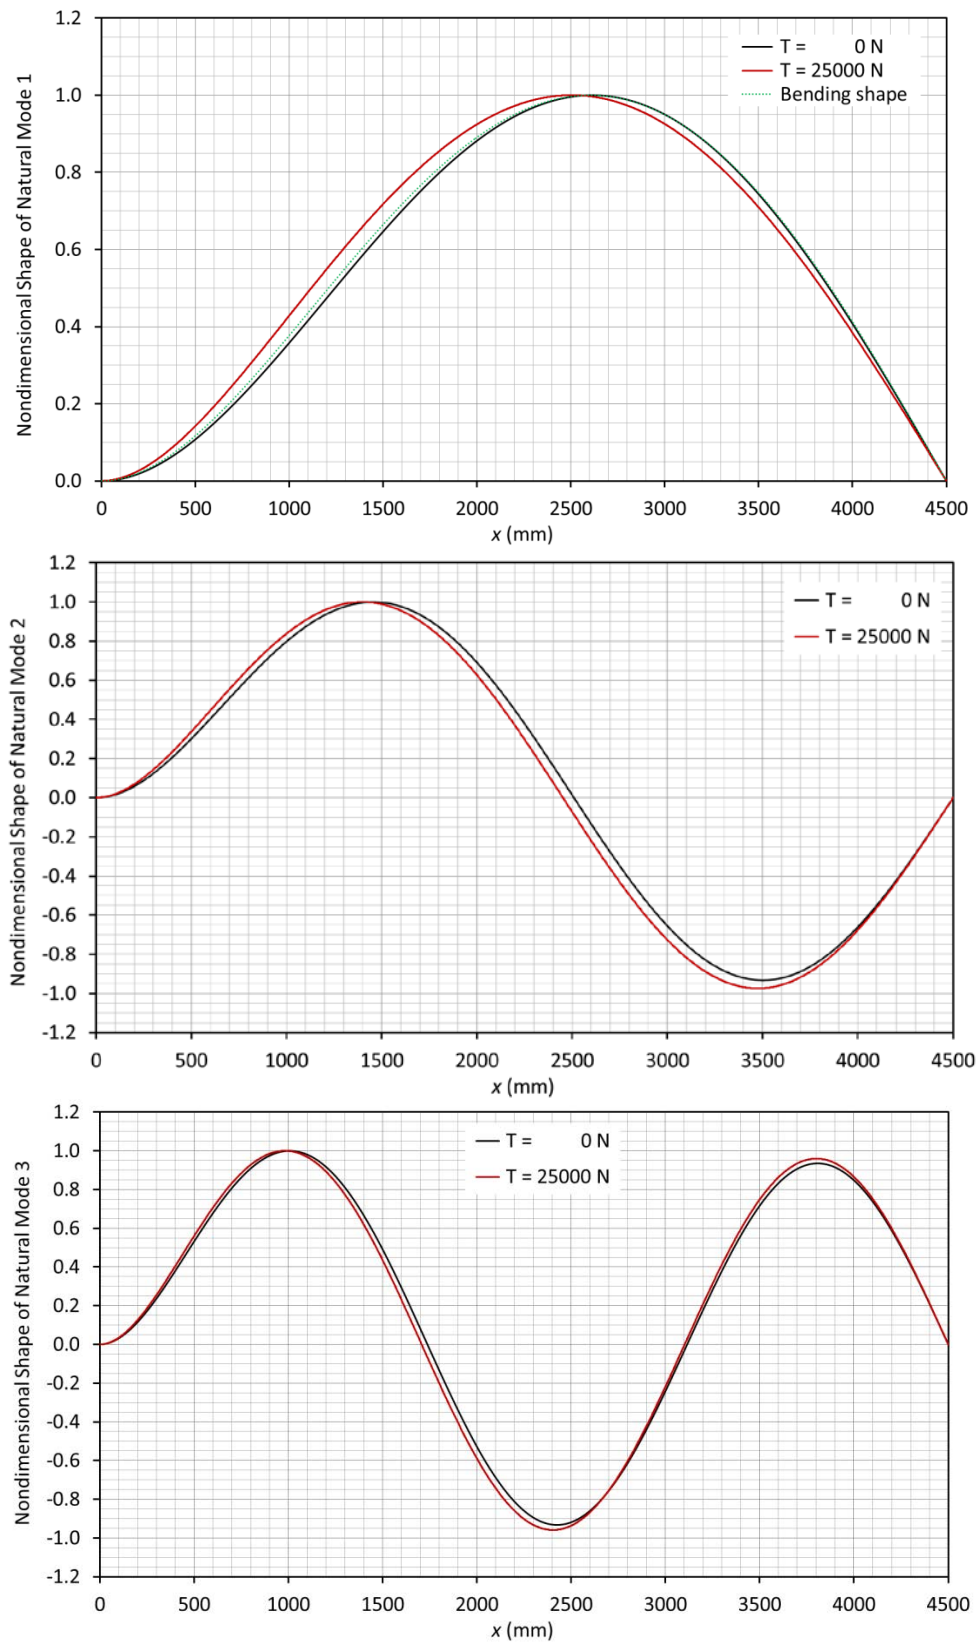 Nondimensional Shape of Natural Mode 1
1.2
1.0
0.8
0.6
0.4
0.2
0.0
T = 0 N
T = 25000 N
Bending shape
0 500 1000 1500 2000 2500 3000 3500 4000 4500
x (mm)
Nondimensional Shape of Natural Mode 2
1.2
1.0
0.8
0.6
0.4
0.2
0.0
-0.2
-0.4
-0.6
-0.8
-1.0
-1.2
T = 0 N
T = 25000 N
0 500 1000 1500 2000 2500 3000 3500 4000 4500
x (mm)
Nondimensional Shape of Natural Mode 3
1.2
1.0
0.8
0.6
0.4
0.2
0.0
-0.2
-0.4
-0.6
-0.8
-1.0
-1.2
T = 0 N
T = 25000 N
0 500 1000 1500 2000 2500 3000 3500 4000 4500
x (mm)